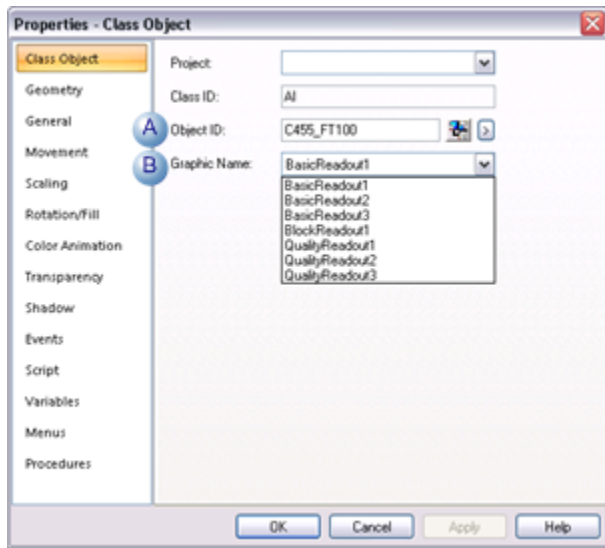 Properties - Class Object
Class Object
Geometry
General
Movement
Scaling
Rotation/Fill
Color Animation
Transparency
Shadow
Events
Script
Variables
Menus
Procedures
Project:
Class ID: AI
A Object ID: C455_FT100
B Graphic Name: BasicReadout1
BasicReadout1
BasicReadout2
BasicReadout3
BlockReadout1
QualityReadout1
QualityReadout2
QualityReadout3
OK Cancel Apply Help